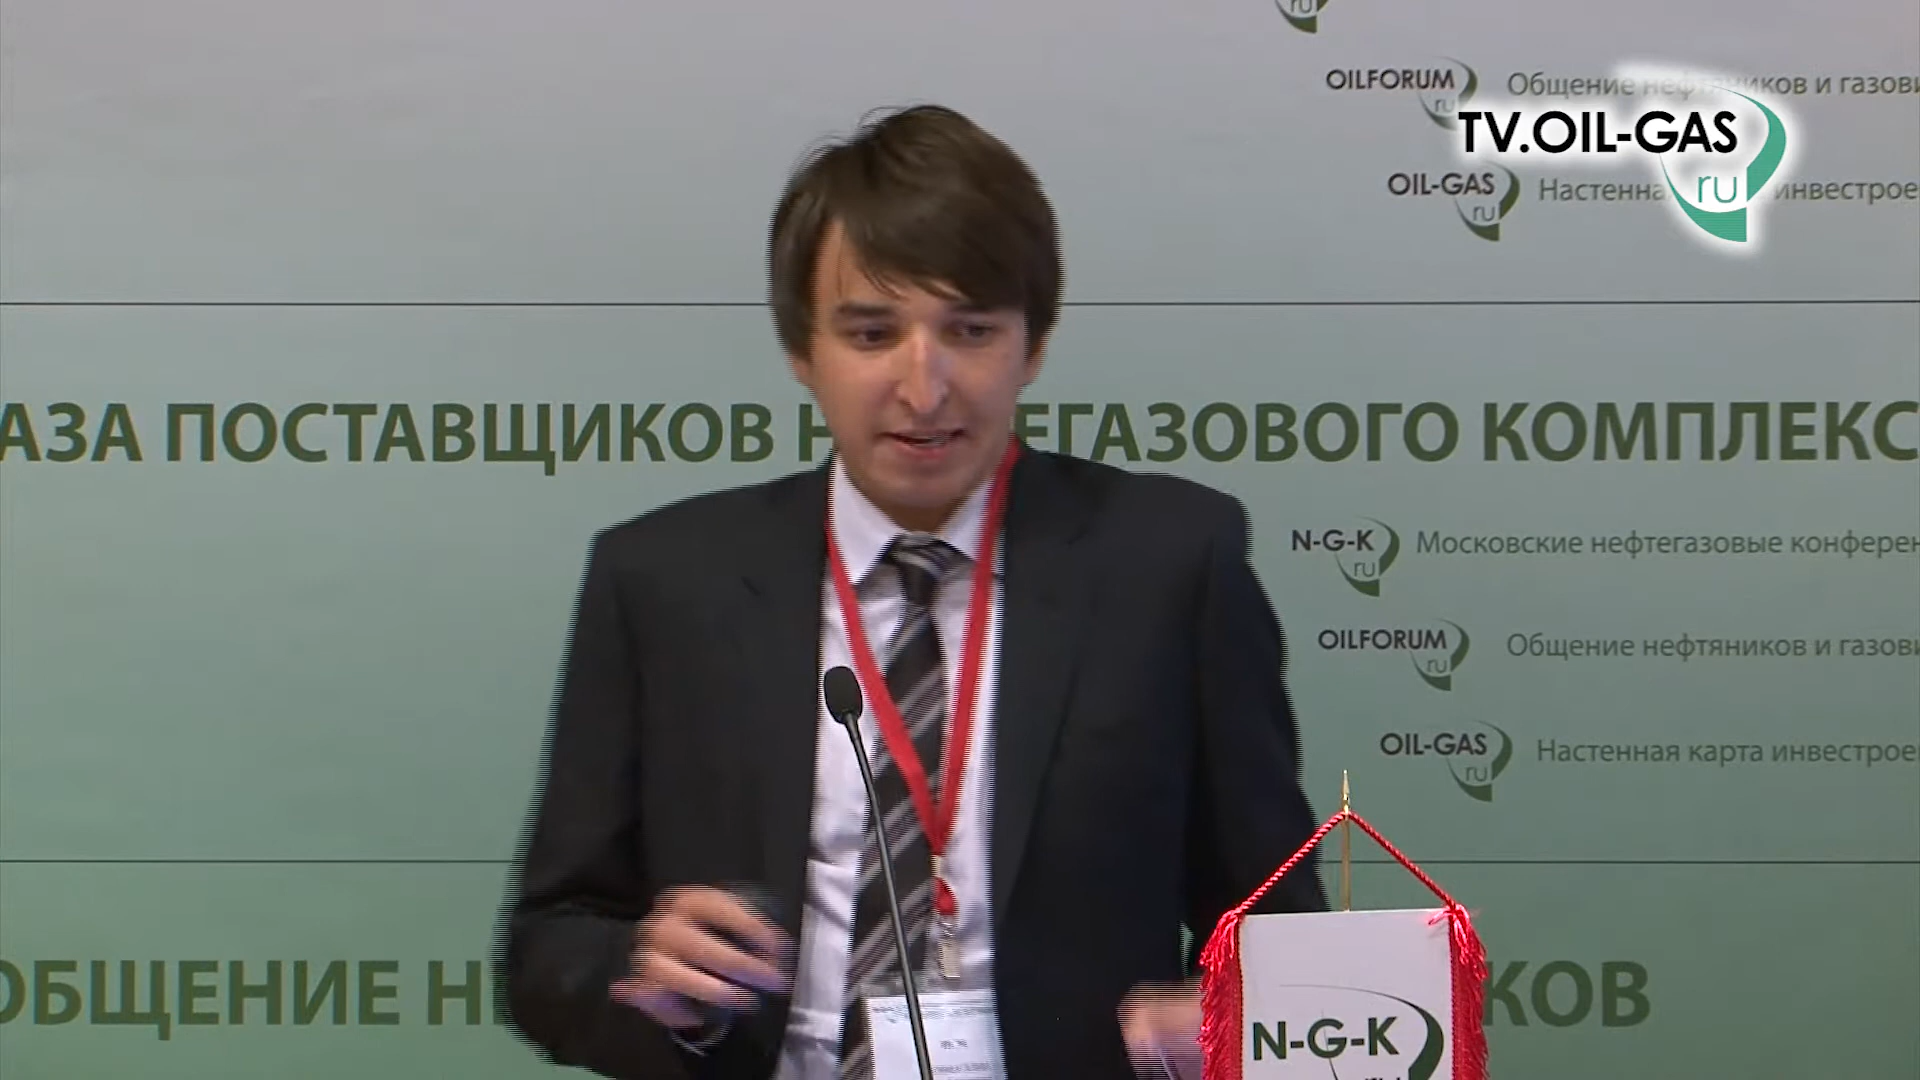 ru
OILFORUM ru Общение нефтяников и газови
TV.OIL-GAS ru
OIL-GAS ru Настенна инвестрое
АЗА ПОСТАВЩИКОВ Н ЕГАЗОВОГО КОМПЛЕКС
N-G-K ru Московские нефтегазовые конферен
OILFORUM ru Общение нефтяников и газови
OIL-GAS ru Настенная карта инвестрое
ОБЩЕНИЕ Н КОВ
N-G-K